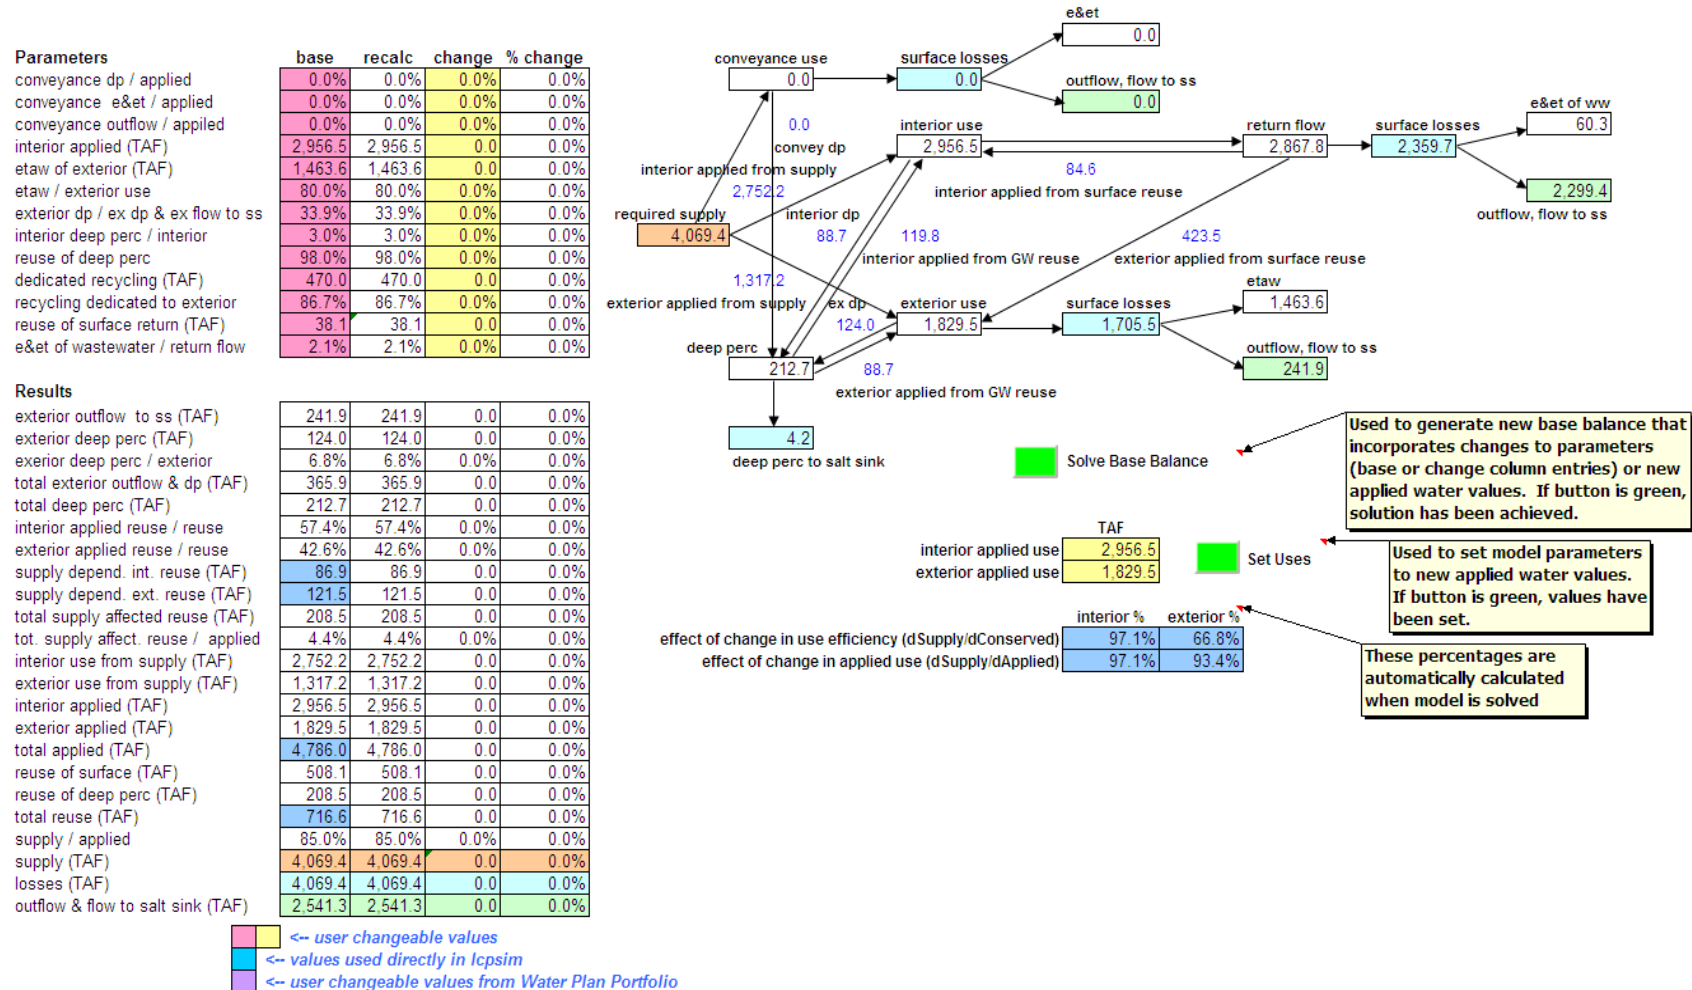 Parameters base recalc change % change
conveyance dp / applied 0.0% 0.0% 0.0% 0.0%
conveyance e&et / applied 0.0% 0.0% 0.0% 0.0%
conveyance outflow / appiled 0.0% 0.0% 0.0% 0.0%
interior applied (TAF) 2,956.5 2,956.5 0.0 0.0%
etaw of exterior (TAF) 1,463.6 1,463.6 0.0 0.0%
etaw / exterior use 80.0% 80.0% 0.0% 0.0%
exterior dp / ex dp & ex flow to ss 33.9% 33.9% 0.0% 0.0%
interior deep perc / interior 3.0% 3.0% 0.0% 0.0%
reuse of deep perc 98.0% 98.0% 0.0% 0.0%
dedicated recycling (TAF) 470.0 470.0 0.0 0.0%
recycling dedicated to exterior 86.7% 86.7% 0.0% 0.0%
reuse of surface return (TAF) 38.1 38.1 0.0 0.0%
e&et of wastewater / return flow 2.1% 2.1% 0.0% 0.0%
Results
exterior outflow to ss (TAF) 241.9 241.9 0.0 0.0%
exterior deep perc (TAF) 124.0 124.0 0.0 0.0%
exerior deep perc / exterior 6.8% 6.8% 0.0% 0.0%
total exterior outflow & dp (TAF) 365.9 365.9 0.0 0.0%
total deep perc (TAF) 212.7 212.7 0.0 0.0%
interior applied reuse / reuse 57.4% 57.4% 0.0% 0.0%
exterior applied reuse / reuse 42.6% 42.6% 0.0% 0.0%
supply depend. int. reuse (TAF) 86.9 86.9 0.0 0.0%
supply depend. ext. reuse (TAF) 121.5 121.5 0.0 0.0%
total supply affected reuse (TAF) 208.5 208.5 0.0 0.0%
tot. supply affect. reuse / applied 4.4% 4.4% 0.0% 0.0%
interior use from supply (TAF) 2,752.2 2,752.2 0.0 0.0%
exterior use from supply (TAF) 1,317.2 1,317.2 0.0 0.0%
interior applied (TAF) 2,956.5 2,956.5 0.0 0.0%
exterior applied (TAF) 1,829.5 1,829.5 0.0 0.0%
total applied (TAF) 4,786.0 4,786.0 0.0 0.0%
reuse of surface (TAF) 508.1 508.1 0.0 0.0%
reuse of deep perc (TAF) 208.5 208.5 0.0 0.0%
total reuse (TAF) 716.6 716.6 0.0 0.0%
supply / applied 85.0% 85.0% 0.0% 0.0%
supply (TAF) 4,069.4 4,069.4 0.0 0.0%
losses (TAF) 4,069.4 4,069.4 0.0 0.0%
outflow & flow to salt sink (TAF) 2,541.3 2,541.3 0.0 0.0%
<-- user changeable values
<-- values used directly in lcpsim
<-- user changeable values from Water Plan Portfolio
e&et
0.0
conveyance use surface losses
0.0 0.0
outflow, flow to ss
0.0
e&et of ww
0.0 interior use return flow surface losses 60.3
convey dp 2,956.5 2,867.8 2,359.7
interior applied from supply 84.6
2,752.2 interior applied from surface reuse 2,299.4
required supply interior dp outflow, flow to ss
4,069.4 88.7 119.8 423.5
interior applied from GW reuse exterior applied from surface reuse
1,317.2 etaw
exterior applied from supply ex dp exterior use surface losses 1,463.6
124.0 1,829.5 1,705.5
deep perc outflow, flow to ss
212.7 88.7 241.9
exterior applied from GW reuse
4.2
deep perc to salt sink
Solve Base Balance
Used to generate new base balance that
incorporates changes to parameters
(base or change column entries) or new
applied water values. If button is green,
solution has been achieved.
TAF
interior applied use 2,956.5
exterior applied use 1,829.5
Set Uses
Used to set model parameters
to new applied water values.
If button is green, values have
been set.
interior % exterior %
effect of change in use efficiency (dSupply/dConserved) 97.1% 66.8%
effect of change in applied use (dSupply/dApplied) 97.1% 93.4%
These percentages are
automatically calculated
when model is solved